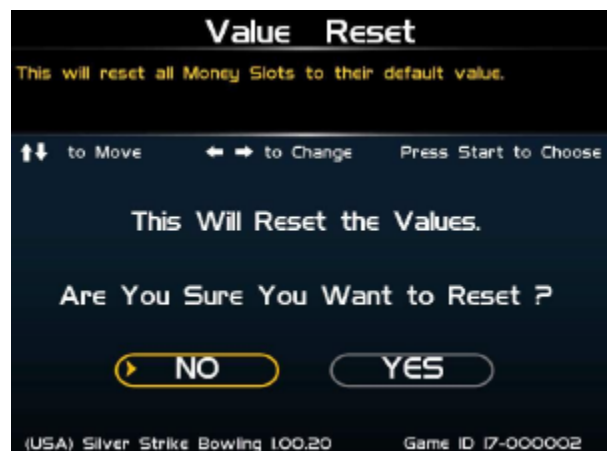 Value Reset
This will reset all Money Slots to their default value.
to Move
to Change
Press Start to Choose
This Will Reset the Values.
Are You Sure You Want to Reset ?
NO
YES
(USA) Silver Strike Bowling 1.00.20
Game ID 17-000002